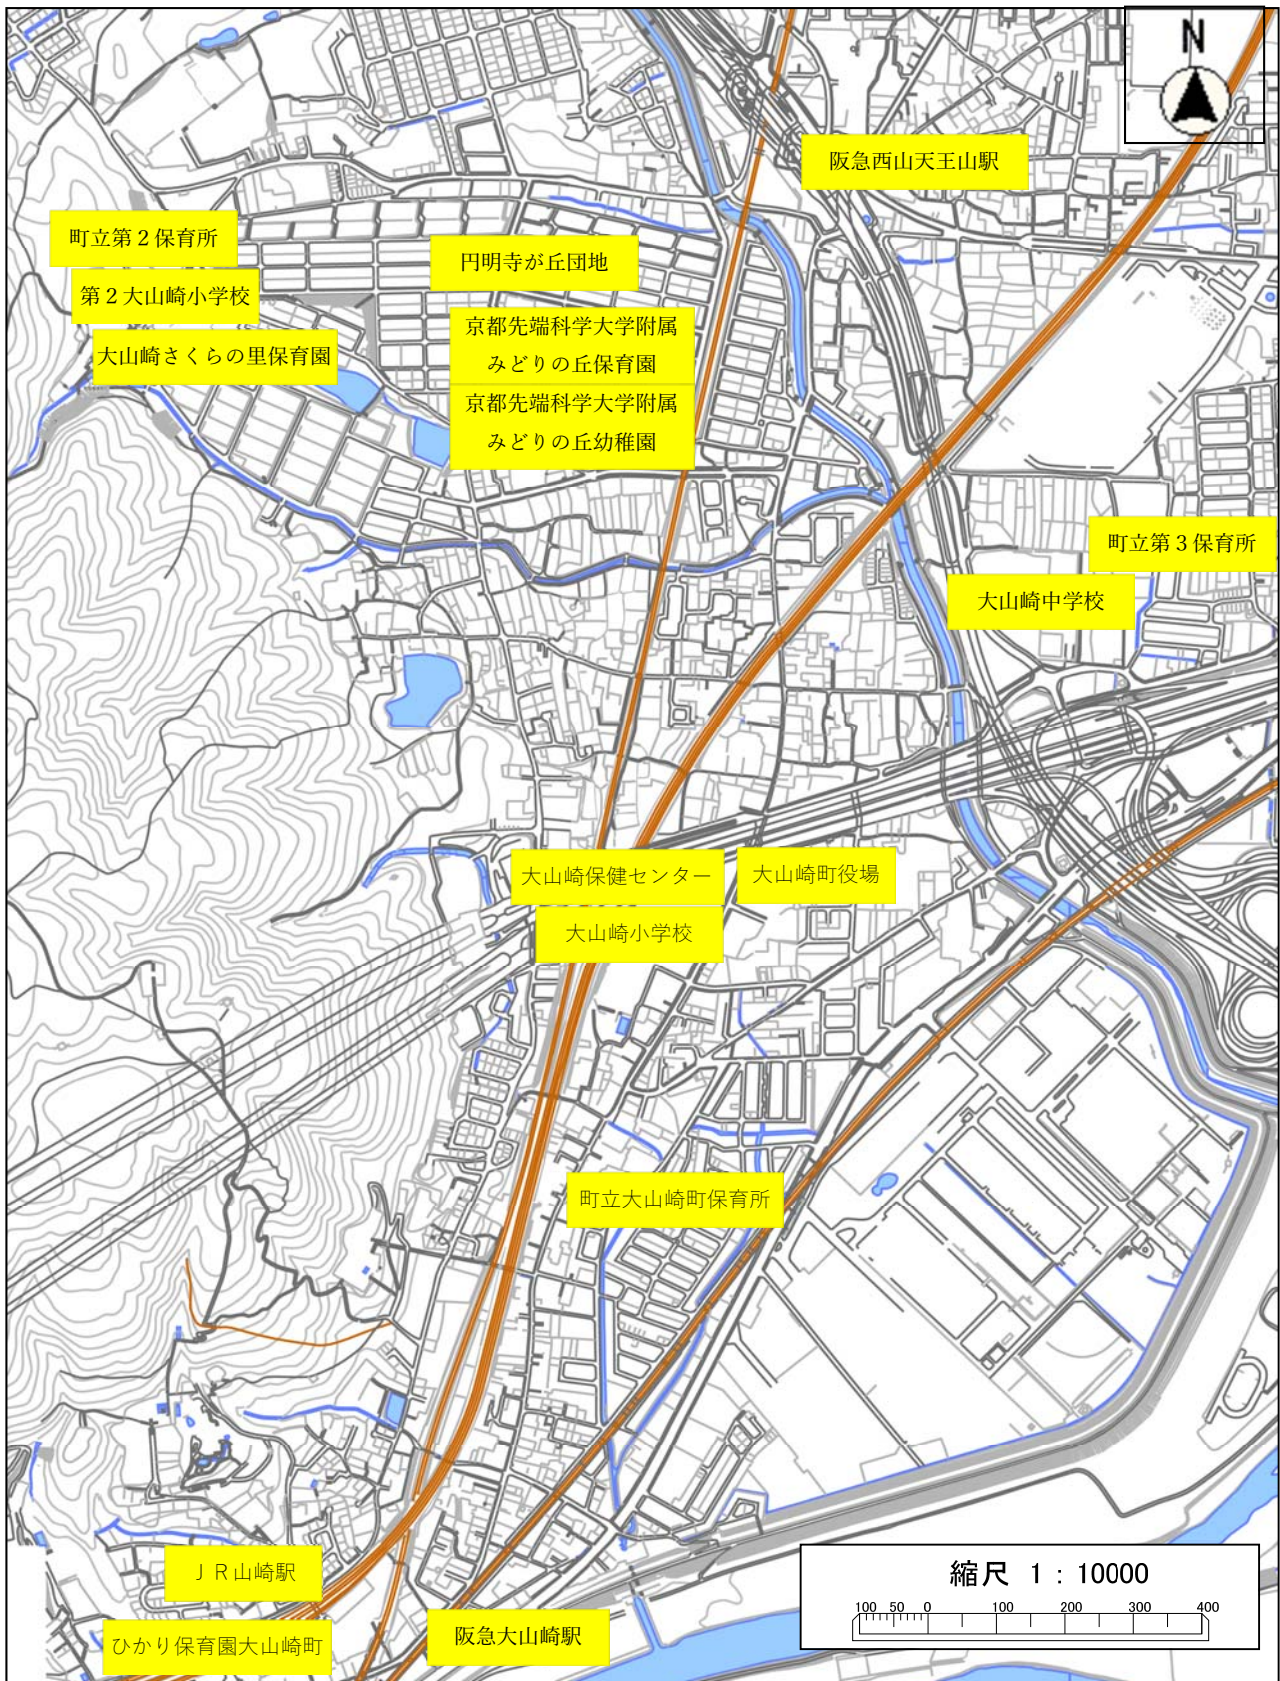 N
阪急西山天王山駅
町立第２保育所
円明寺が丘団地
第２大山崎小学校
京都先端科学大学附属
みどりの丘保育園
大山崎さくらの里保育園
京都先端科学大学附属
みどりの丘幼稚園
町立第３保育所
大山崎中学校
大山崎保健センター
大山崎町役場
大山崎小学校
町立大山崎町保育所
ＪＲ山崎駅
ひかり保育園大山崎町
阪急大山崎駅
縮尺 1 : 10000
100 50 0 100 200 300 400